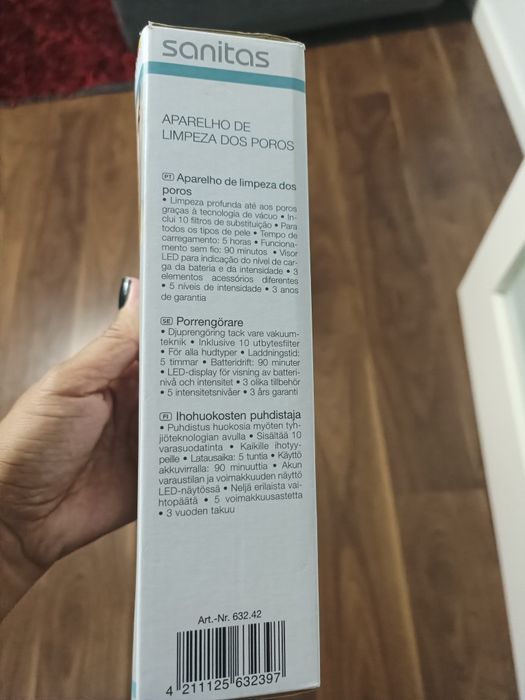 sanitas
APARELHO DE
LIMPEZA DOS POROS
PT Aparelho de limpeza dos
poros
• Limpeza profunda até aos poros
graças à tecnologia de vácuo • In-
clui 10 filtros de substituição • Para
todos os tipos de pele • Tempo de
carregamento: 5 horas • Funciona-
mento sem fio: 90 minutos • Visor
LED para indicação do nível de car-
ga da bateria e da intensidade • 3
elementos acessórios diferentes
• 5 níveis de intensidade • 3 anos
de garantia
SE Porrengörare
• Djuprengöring tack vare vakuum-
teknik • Inklusive 10 utbytesfilter
• För alla hudtyper • Laddningstid:
5 timmar • Batteridrift: 90 minuter
• LED-display för visning av batteri-
nivå och intensitet • 3 olika tillbehör
• 5 intensitetsnivåer • 3 års garanti
FI Ihohuokosten puhdistaja
• Puhdistus huokosia myöten tyh-
jiöteknologian avulla • Sisältää 10
varasuodatinta • Kaikille ihotyy-
peille • Latausaika: 5 tuntia • Käyttö
akkuvirralla: 90 minuuttia • Akun
varaustilan ja voimakkuuden näyttö
LED-näytössä • Neljä erilaista vai-
htopäätä • 5 voimakkuusastetta
• 3 vuoden takuu
Art.-Nr. 632.42
4 211125 632397